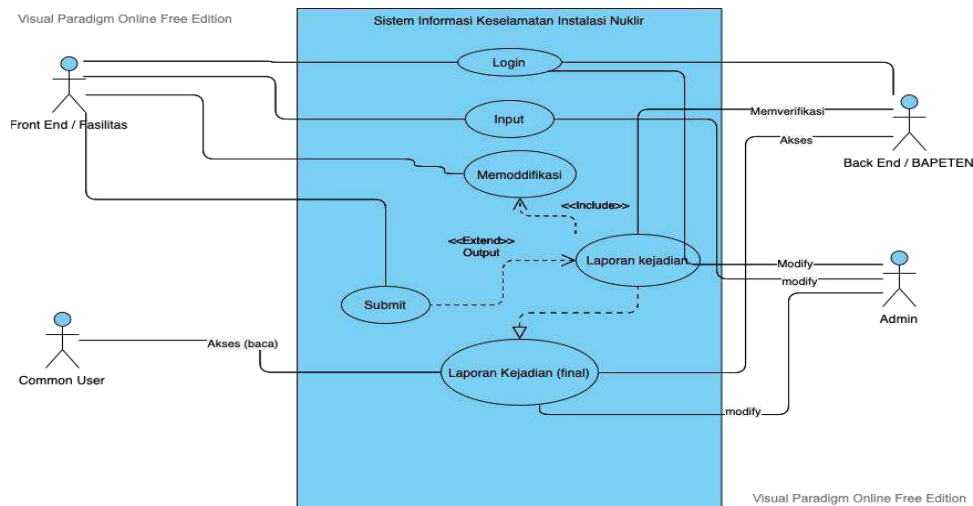 Visual Paradigm Online Free Edition
Sistem Informasi Keselamatan Instalasi Nuklir
Login
Front End / Fasilitas
Input
Memverifikasi
Akses
Back End / BAPETEN
Memoddifikasi
<<Include>>
<<Extend>>
Output
Laporan kejadian
Modify
modify
Submit
Admin
Akses (baca)
Common User
Laporan Kejadian (final)
modify
Visual Paradigm Online Free Edition